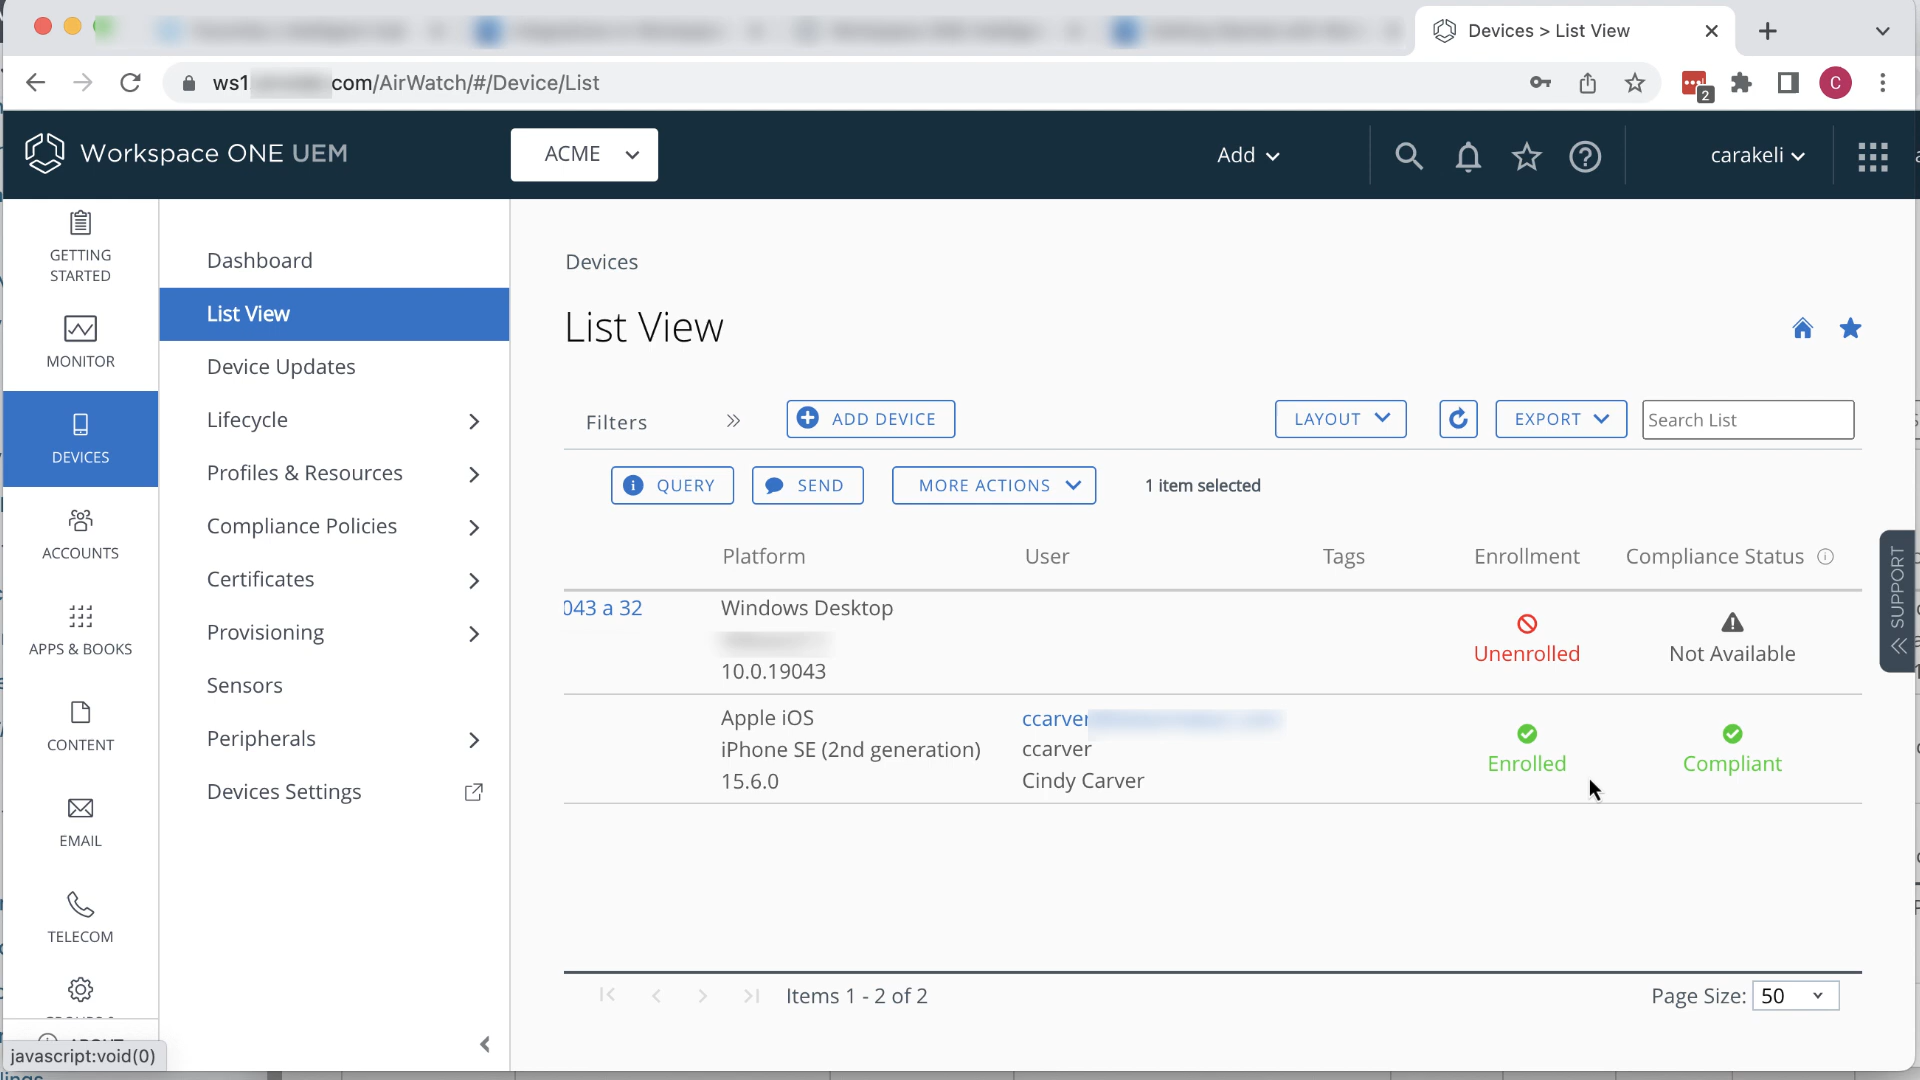 Devices > List View
ws1
com/AirWatch/#/Device/List
2
C
Workspace ONE UEM
ACME
Add
carakeli
GETTING
STARTED
MONITOR
DEVICES
ACCOUNTS
APPS & BOOKS
CONTENT
EMAIL
TELECOM
javascript:void(0)
Dashboard
List View
Device Updates
Lifecycle
Profiles & Resources
Compliance Policies
Certificates
Provisioning
Sensors
Peripherals
Devices Settings
Devices
List View
Filters
ADD DEVICE
LAYOUT
EXPORT
Search List
QUERY
SEND
MORE ACTIONS
1 item selected
Platform User Tags Enrollment Compliance Status
043 a 32
Windows Desktop
10.0.19043
Unenrolled
Not Available
Apple iOS
iPhone SE (2nd generation)
15.6.0
ccarver
ccarver
Cindy Carver
Enrolled
Compliant
Items 1 - 2 of 2
Page Size: 50
SUPPORT